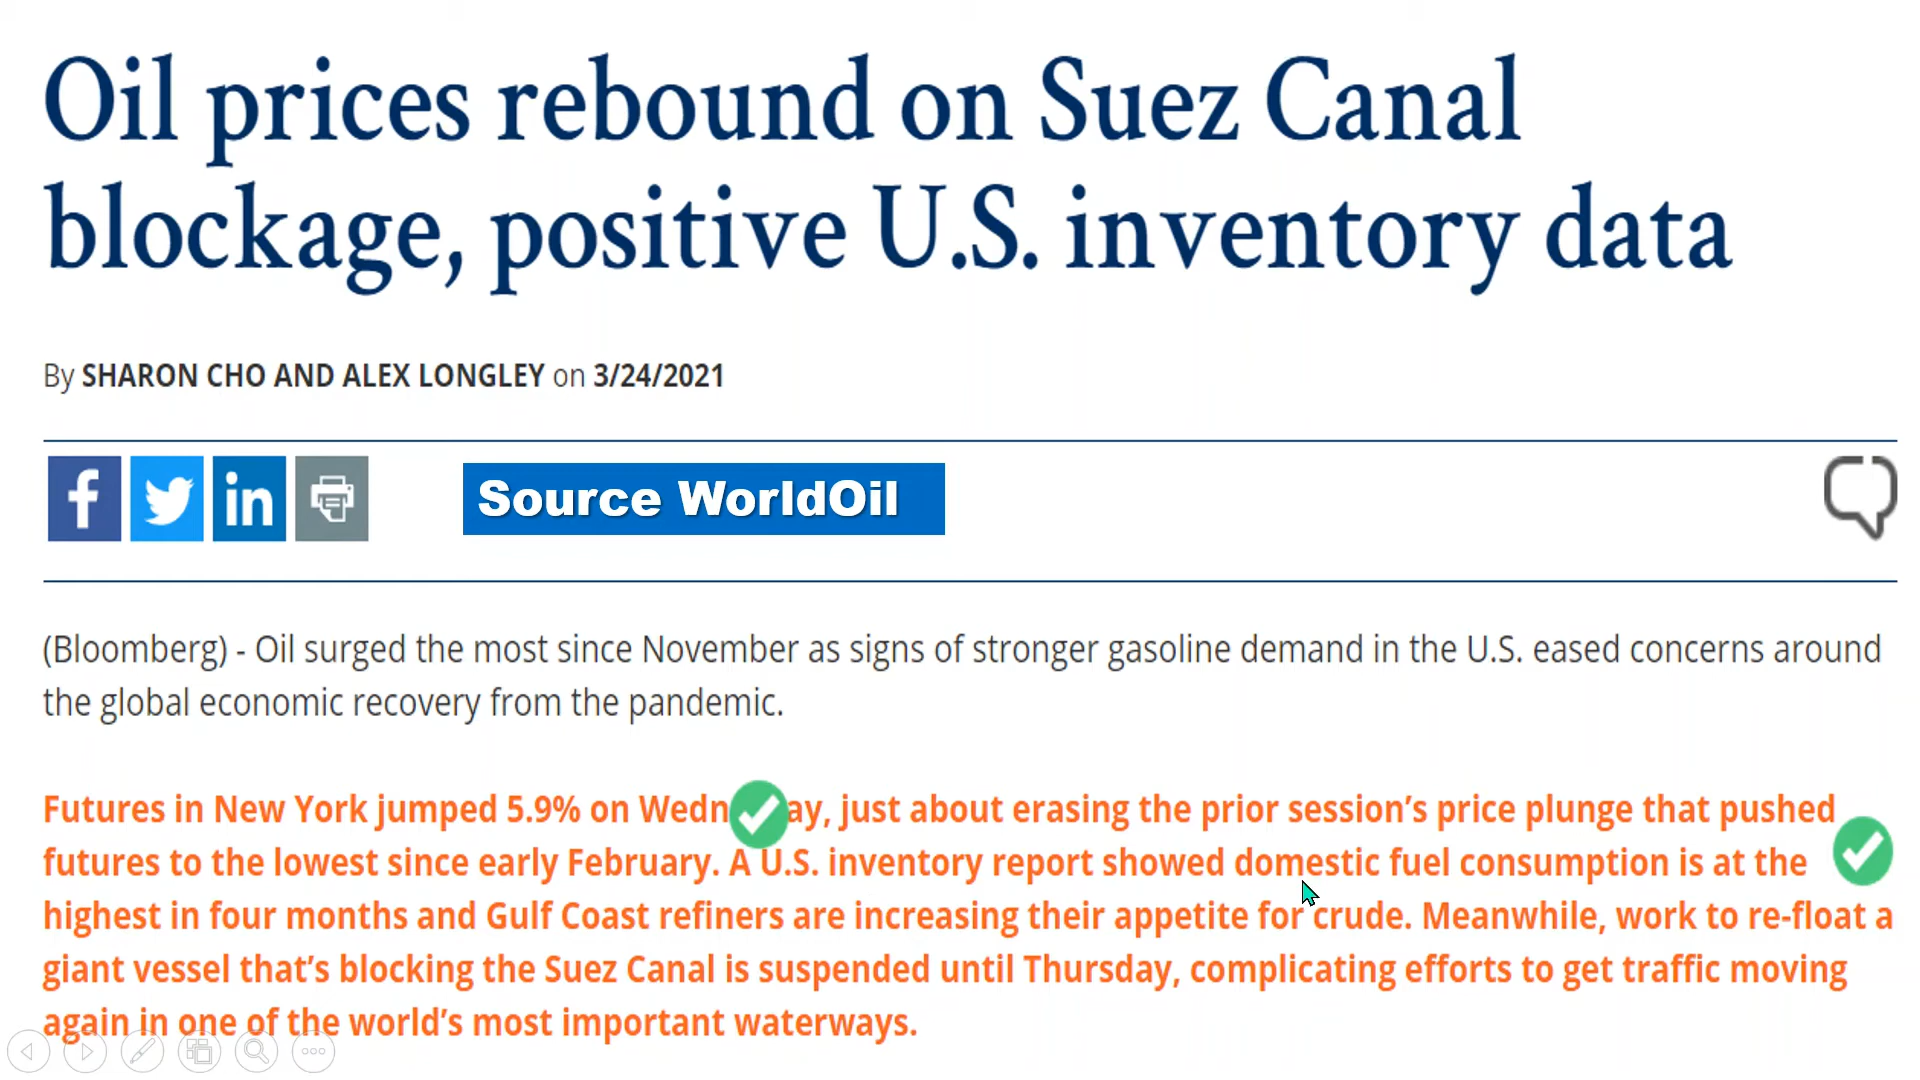 Oil prices rebound on Suez Canal
blockage, positive U.S. inventory data
By SHARON CHO AND ALEX LONGLEY on 3/24/2021
f
in
Source WorldOil
(Bloomberg) - Oil surged the most since November as signs of stronger gasoline demand in the U.S. eased concerns around
the global economic recovery from the pandemic.
Futures in New York jumped 5.9% on Wedn ay, just about erasing the prior session’s price plunge that pushed
futures to the lowest since early February. A U.S. inventory report showed domestic fuel consumption is at the
highest in four months and Gulf Coast refiners are increasing their appetite for crude. Meanwhile, work to re-float a
giant vessel that’s blocking the Suez Canal is suspended until Thursday, complicating efforts to get traffic moving
again in one of the world’s most important waterways.